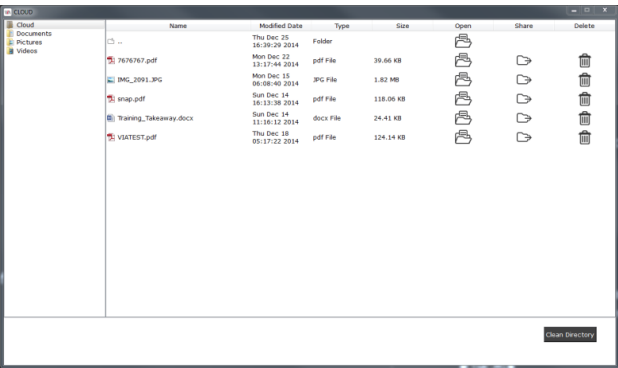 CLOUD
Cloud
Documents
Pictures
Videos
Name Modified Date Type Size Open Share Delete
.. Thu Dec 25 16:39:29 2014 Folder
7676767.pdf Mon Dec 22 13:17:44 2014 pdf File 39.66 KB
IMG_2091.JPG Mon Dec 15 06:08:40 2014 JPG File 1.82 MB
snap.pdf Sun Dec 14 16:13:38 2014 pdf File 118.06 KB
Training_Takeaway.docx Sun Dec 14 11:16:12 2014 docx File 24.41 KB
VIATEST.pdf Thu Dec 18 05:17:22 2014 pdf File 124.14 KB
Clean Directory